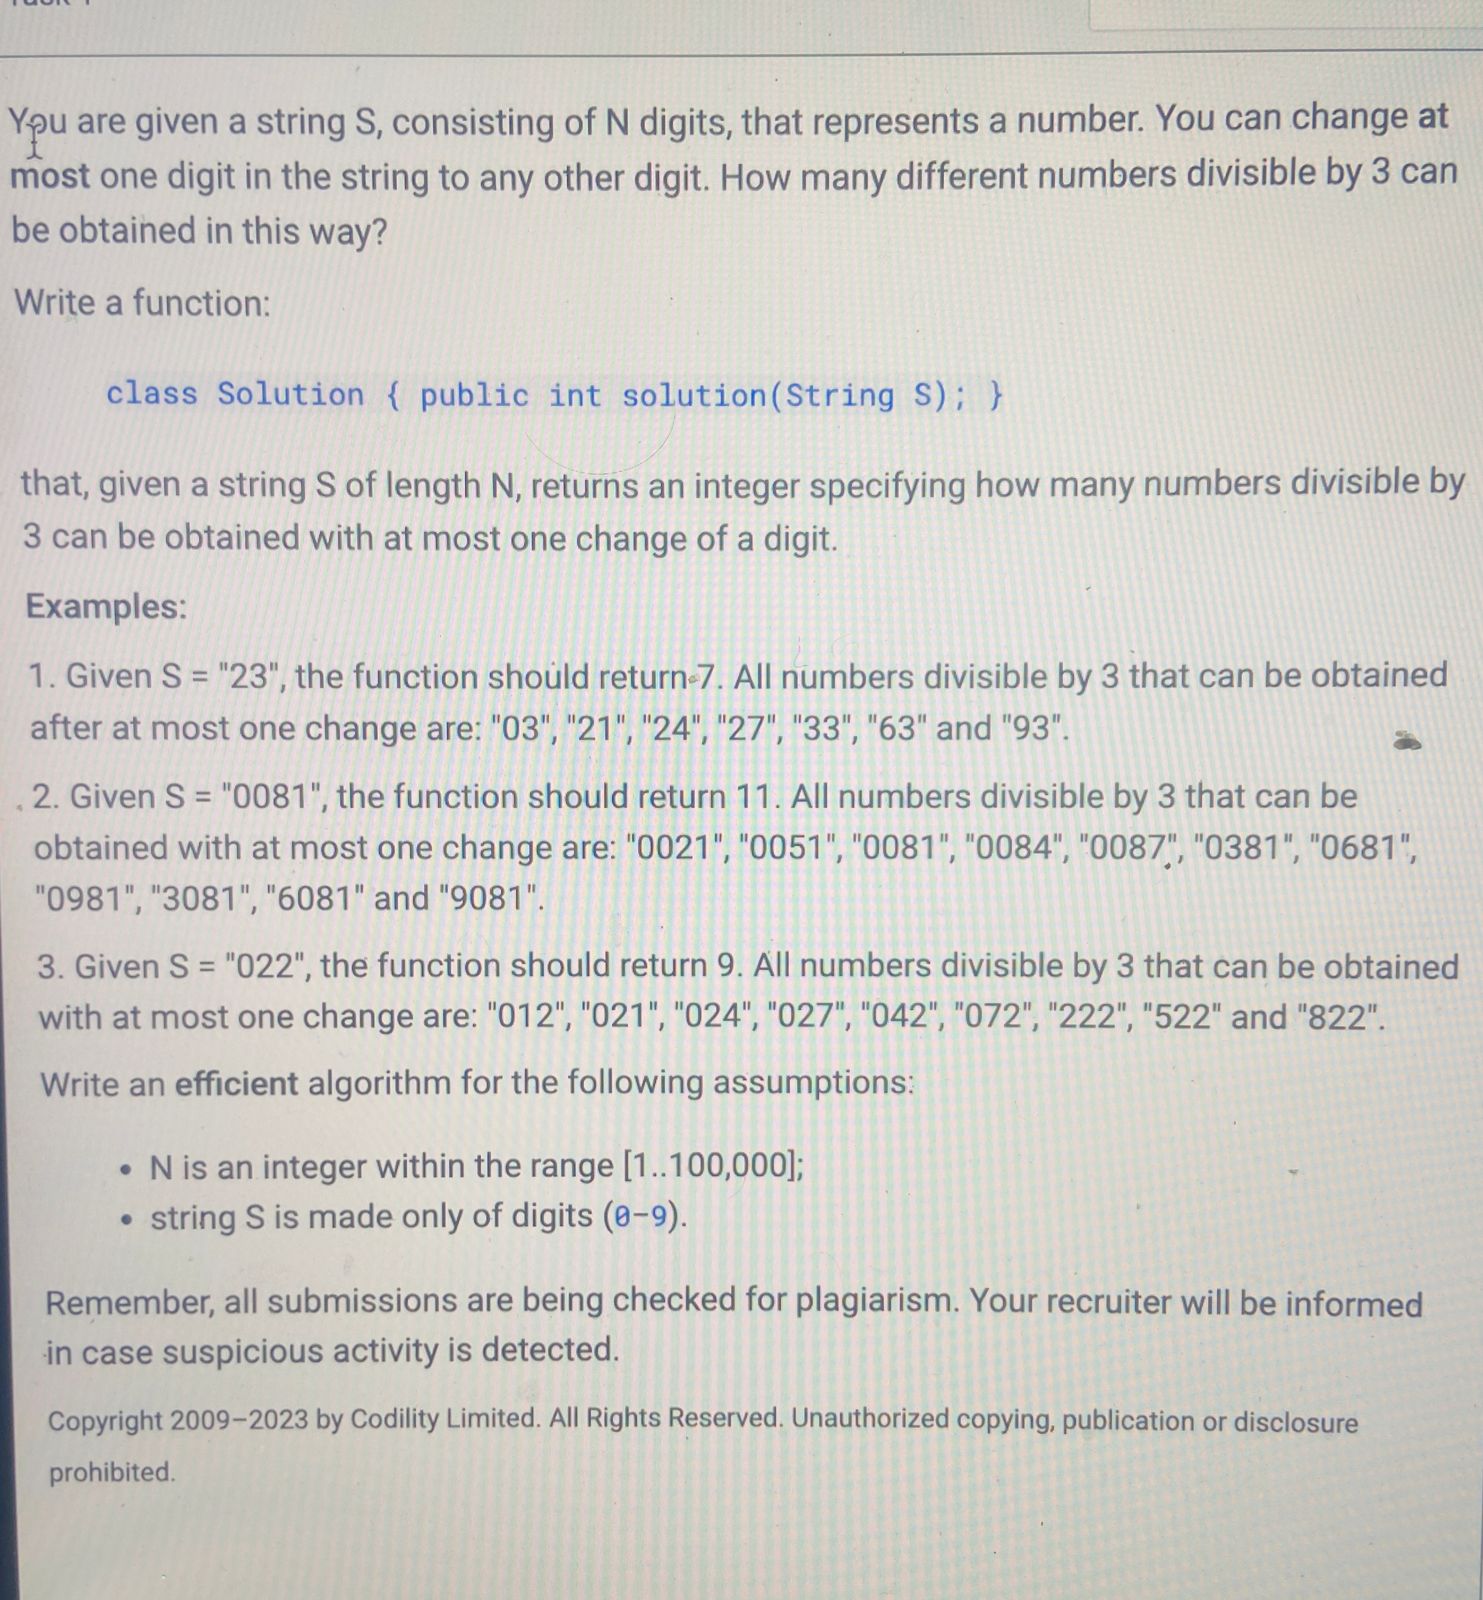 You are given a string S, consisting of N digits, that represents a number. You can change at
most one digit in the string to any other digit. How many different numbers divisible by 3 can
be obtained in this way?
Write a function:
class Solution { public int solution(String S); }
that, given a string S of length N, returns an integer specifying how many numbers divisible by
3 can be obtained with at most one change of a digit.
Examples:
1. Given S = "23", the function should return 7. All numbers divisible by 3 that can be obtained
after at most one change are: "03", "21", "24", "27", "33", "63" and "93".
2. Given S = "0081", the function should return 11. All numbers divisible by 3 that can be
obtained with at most one change are: "0021", "0051", "0081", "0084", "0087", "0381", "0681",
"0981", "3081", "6081" and "9081".
3. Given S = "022", the function should return 9. All numbers divisible by 3 that can be obtained
with at most one change are: "012", "021", "024", "027", "042", "072", "222", "522" and "822".
Write an efficient algorithm for the following assumptions:
• N is an integer within the range [1..100,000];
• string S is made only of digits (0-9).
Remember, all submissions are being checked for plagiarism. Your recruiter will be informed
in case suspicious activity is detected.
Copyright 2009–2023 by Codility Limited. All Rights Reserved. Unauthorized copying, publication or disclosure
prohibited.